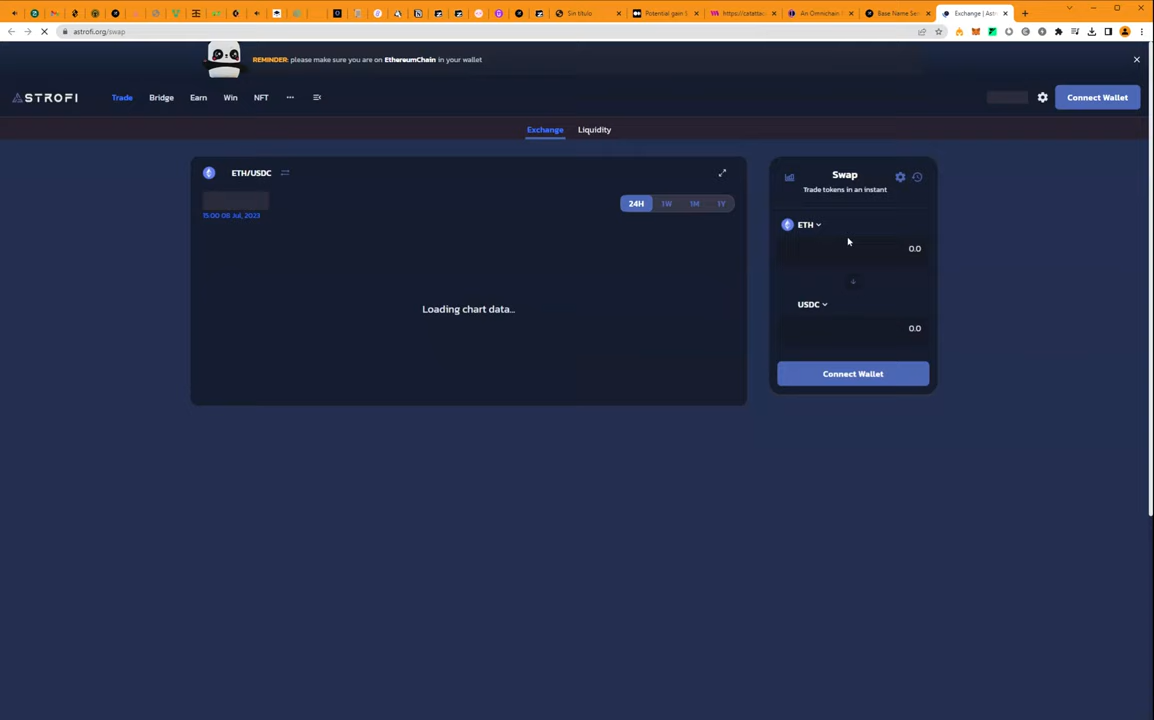 Sin título
Potential gain t
https://cetattac
An Omnichain
Base Name Ser
Exchange | Astr
astrofi.org/swap
REMINDER: please make sure you are on EthereumChain in your wallet
ASTROFI
Trade
Bridge
Earn
Win
NFT
Connect Wallet
Exchange
Liquidity
ETH/USDC
15:00 06 Jul, 2023
24H
1W
1M
1Y
Loading chart data...
Swap
Trade tokens in an instant
ETH
0.0
USDC
0.0
Connect Wallet